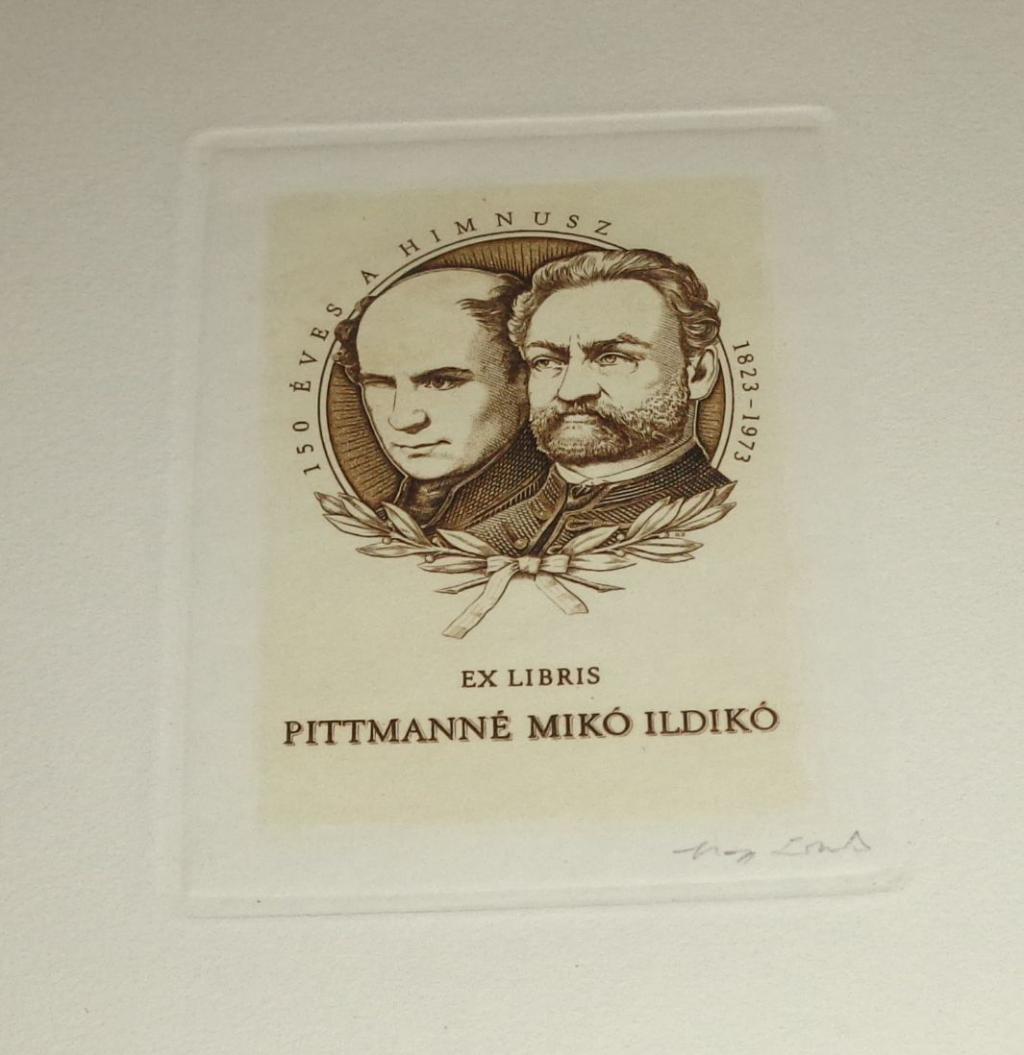 150 ÉVES A HIMNUSZ
1823-1973
EX LIBRIS
PITTMANNÉ MIKÓ ILDIKÓ